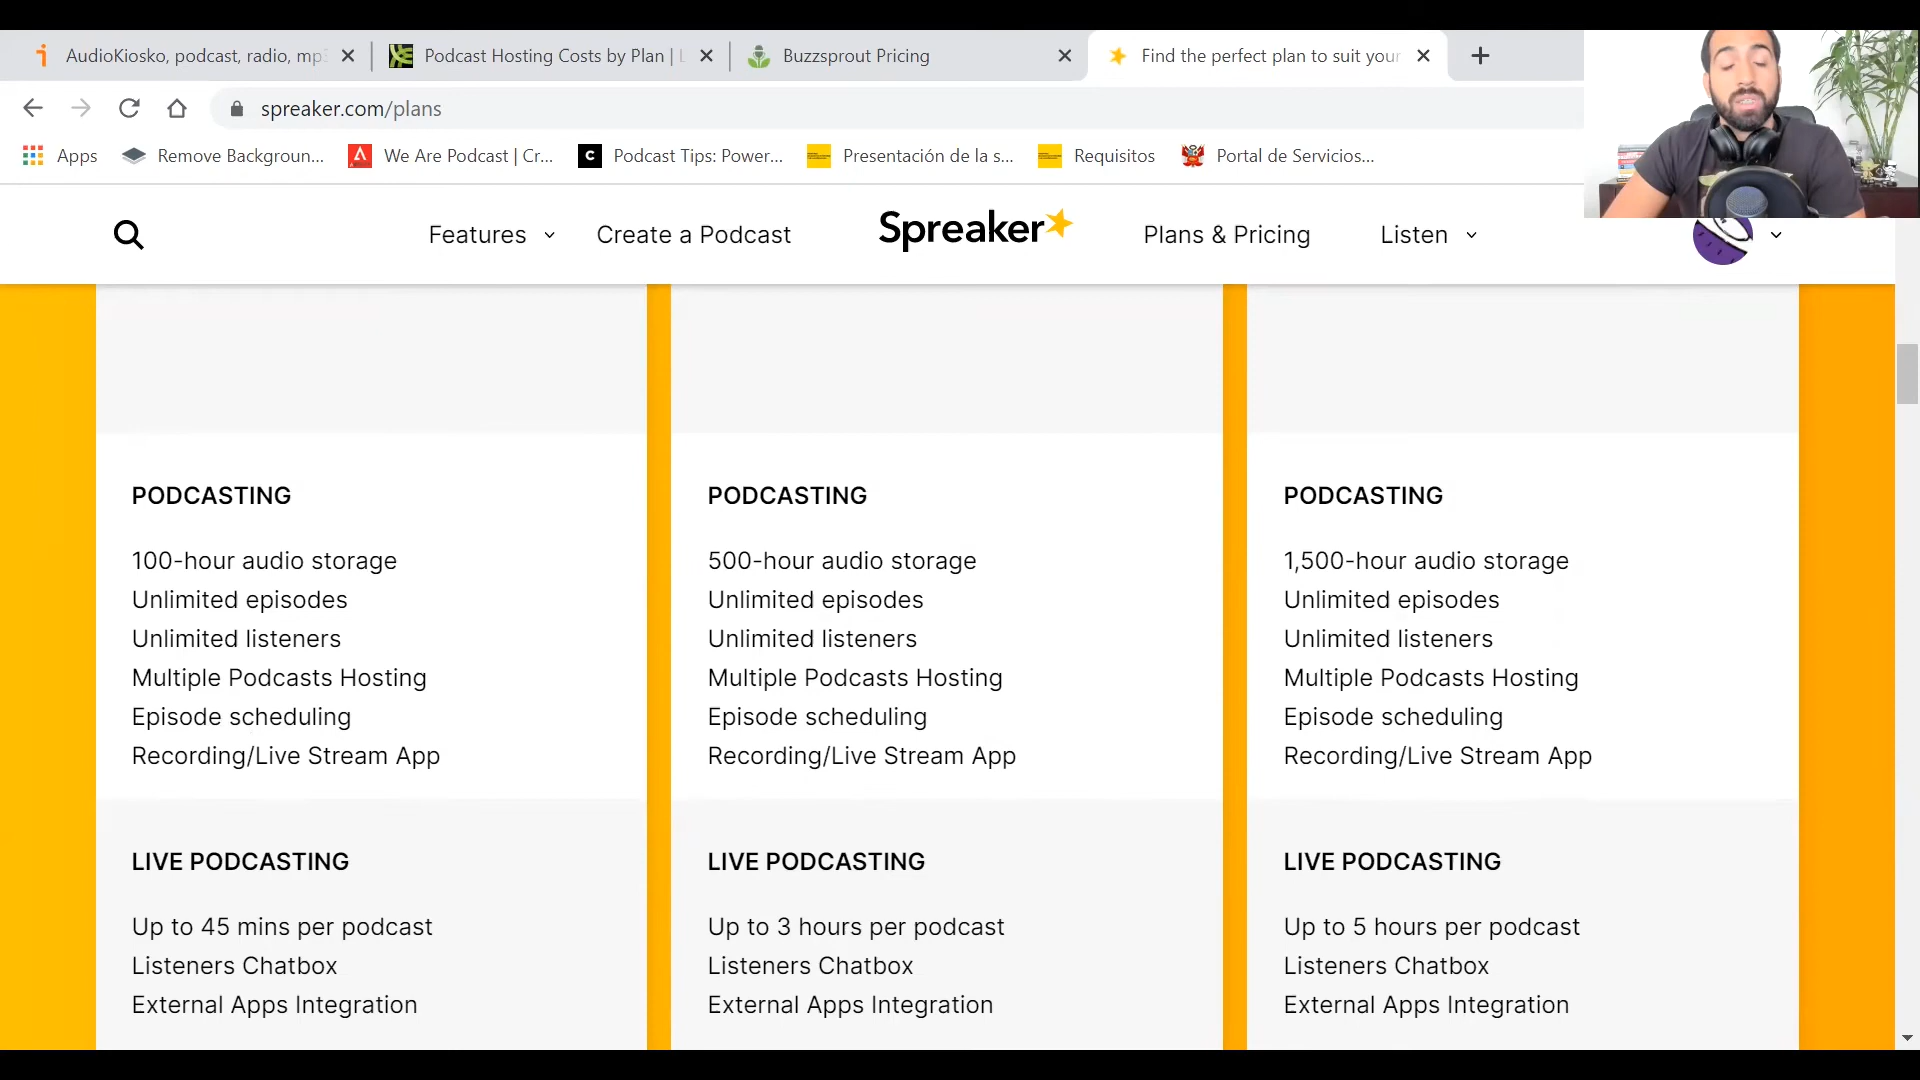 AudioKiosko, podcast, radio, mp3
Podcast Hosting Costs by Plan | L
Buzzsprout Pricing
Find the perfect plan to suit your
spreaker.com/plans
Apps
Remove Backgroun...
We Are Podcast | Cr...
Podcast Tips: Power...
Presentación de la s...
Requisitos
Portal de Servicios...
Features
Create a Podcast
Spreaker
Plans & Pricing
Listen
PODCASTING
100-hour audio storage
Unlimited episodes
Unlimited listeners
Multiple Podcasts Hosting
Episode scheduling
Recording/Live Stream App
LIVE PODCASTING
Up to 45 mins per podcast
Listeners Chatbox
External Apps Integration
PODCASTING
500-hour audio storage
Unlimited episodes
Unlimited listeners
Multiple Podcasts Hosting
Episode scheduling
Recording/Live Stream App
LIVE PODCASTING
Up to 3 hours per podcast
Listeners Chatbox
External Apps Integration
PODCASTING
1,500-hour audio storage
Unlimited episodes
Unlimited listeners
Multiple Podcasts Hosting
Episode scheduling
Recording/Live Stream App
LIVE PODCASTING
Up to 5 hours per podcast
Listeners Chatbox
External Apps Integration